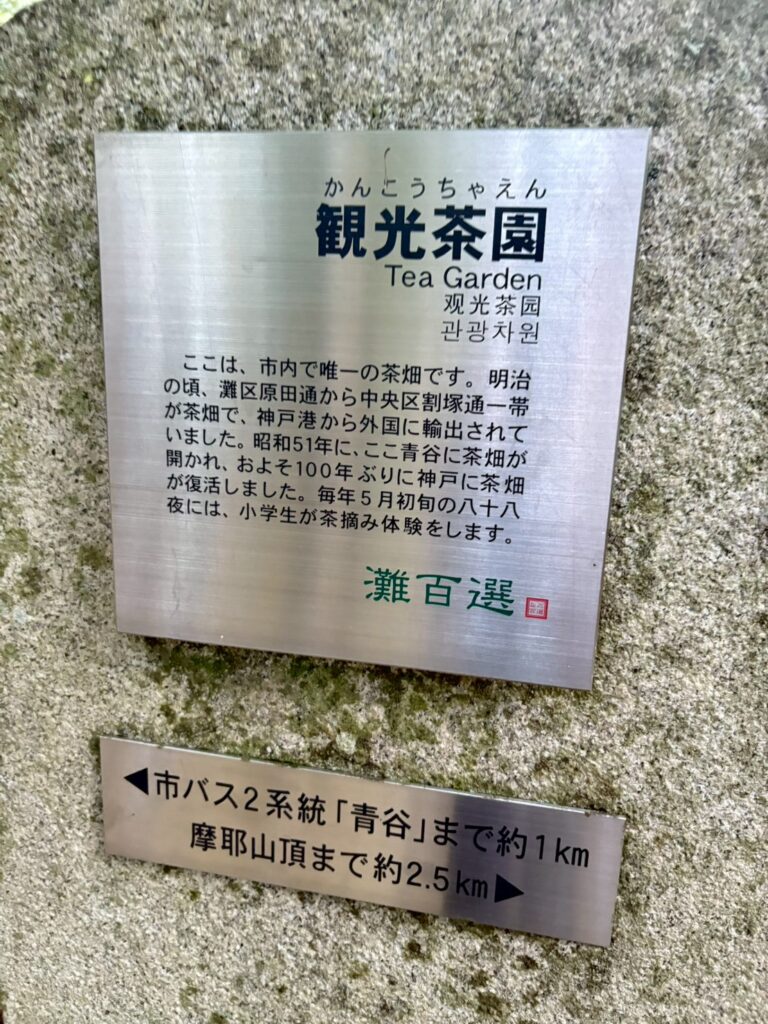 かんこうちゃえん
観光茶園
Tea Garden
观光茶园
관광차원
ここは、市内で唯一の茶畑です。明治
の頃、灘区原田通から中央区割塚通一帯
が茶畑で、神戸港から外国に輸出されて
いました。昭和51年に、ここ青谷に茶畑が
開かれ、およそ100年ぶりに神戸に茶畑
が復活しました。毎年5月初旬の八十八
夜には、小学生が茶摘み体験をします。
灘百選
◀市バス2系統「青谷」まで約1km
摩耶山頂まで約2.5km▶